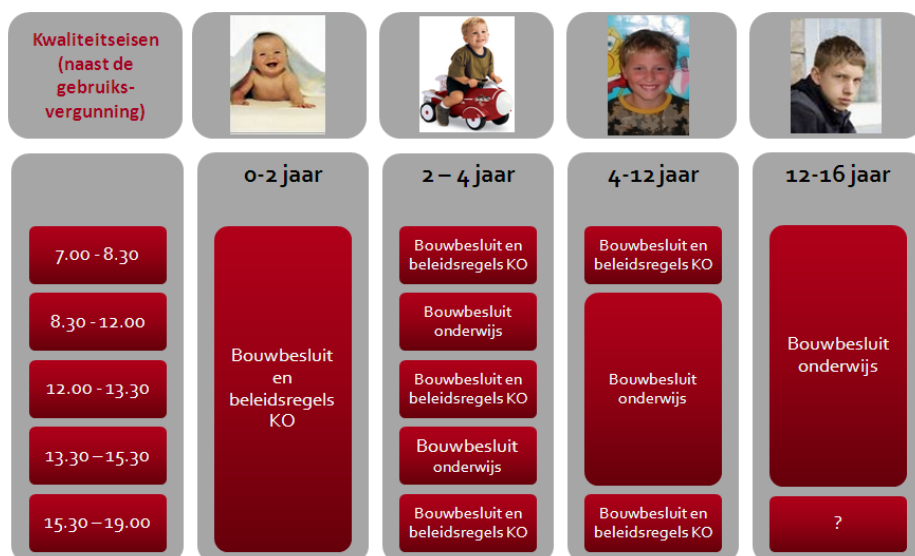 Kwaliteitseisen
(naast de
gebruiks-
vergunning)
0-2 jaar
2 – 4 jaar
4-12 jaar
12-16 jaar
7.00 - 8.30
8.30 - 12.00
12.00 - 13.30
13.30 – 15.30
15.30 – 19.00
Bouwbesluit
en
beleidsregels
KO
Bouwbesluit en
beleidsregels KO
Bouwbesluit
onderwijs
Bouwbesluit en
beleidsregels KO
Bouwbesluit
onderwijs
Bouwbesluit en
beleidsregels KO
Bouwbesluit en
beleidsregels KO
Bouwbesluit
onderwijs
Bouwbesluit en
beleidsregels KO
Bouwbesluit
onderwijs
?